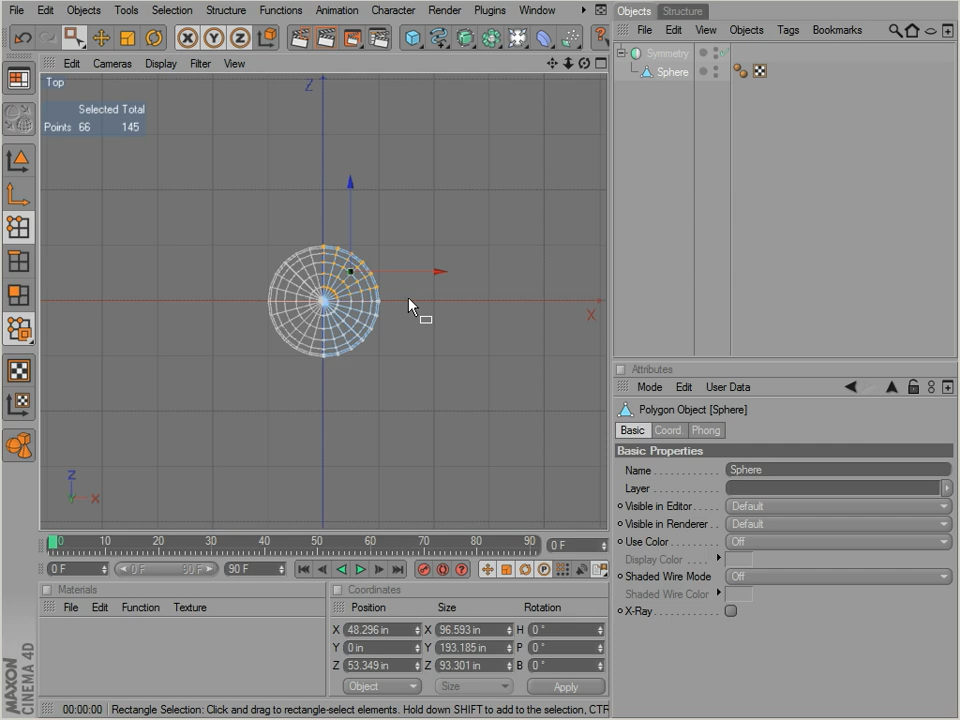 File Edit Objects Tools Selection Structure Functions Animation Character Render Plugins Window
X Y Z
Edit Cameras Display Filter View
Top
Selected Total
Points 66 145
Z
X
Z
Y X
0 10 20 30 40 50 60 70 80 90
0 F
0 F
0 F 90 F
90 F
P
Materials
File Edit Function Texture
MAXON
CINEMA 4D
Coordinates
Position Size Rotation
X 48.296 in X 96.593 in H 0 °
Y 0 in Y 193.185 in P 0 °
Z 53.349 in Z 93.301 in B 0 °
Object Size Apply
00:00:00 Rectangle Selection: Click and drag to rectangle-select elements. Hold down SHIFT to add to the selection, CTR
Objects Structure
File Edit View Objects Tags Bookmarks
Symmetry
Sphere
Attributes
Mode Edit User Data
Polygon Object [Sphere]
Basic Coord. Phong
Basic Properties
Name Sphere
Layer
Visible in Editor Default
Visible in Renderer Default
Use Color Off
Display Color
Shaded Wire Mode Off
Shaded Wire Color
X-Ray